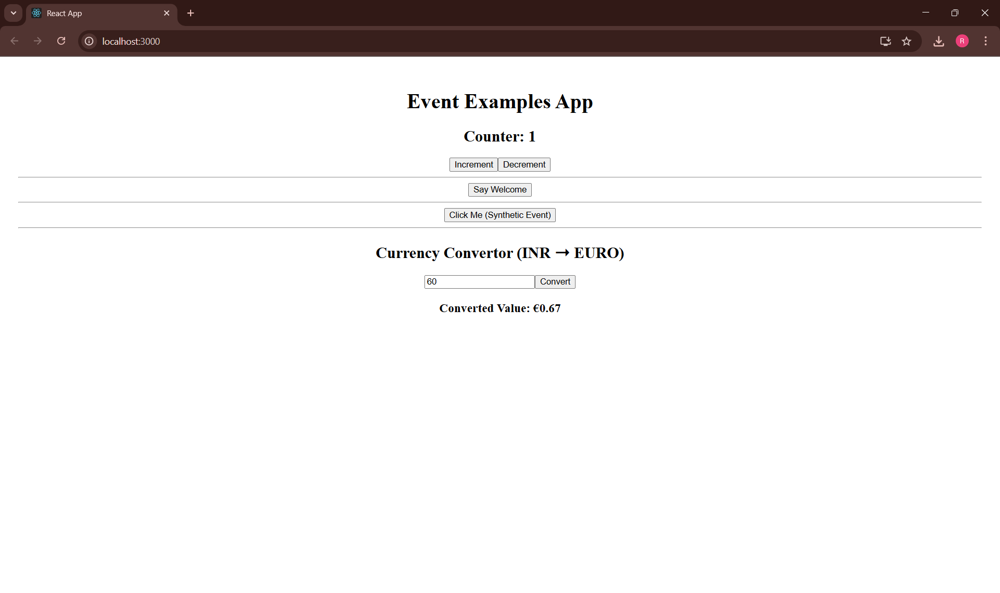 React App
localhost:3000
R
Event Examples App
Counter: 1
Increment Decrement
Say Welcome
Click Me (Synthetic Event)
Currency Convertor (INR → EURO)
60 Convert
Converted Value: €0.67